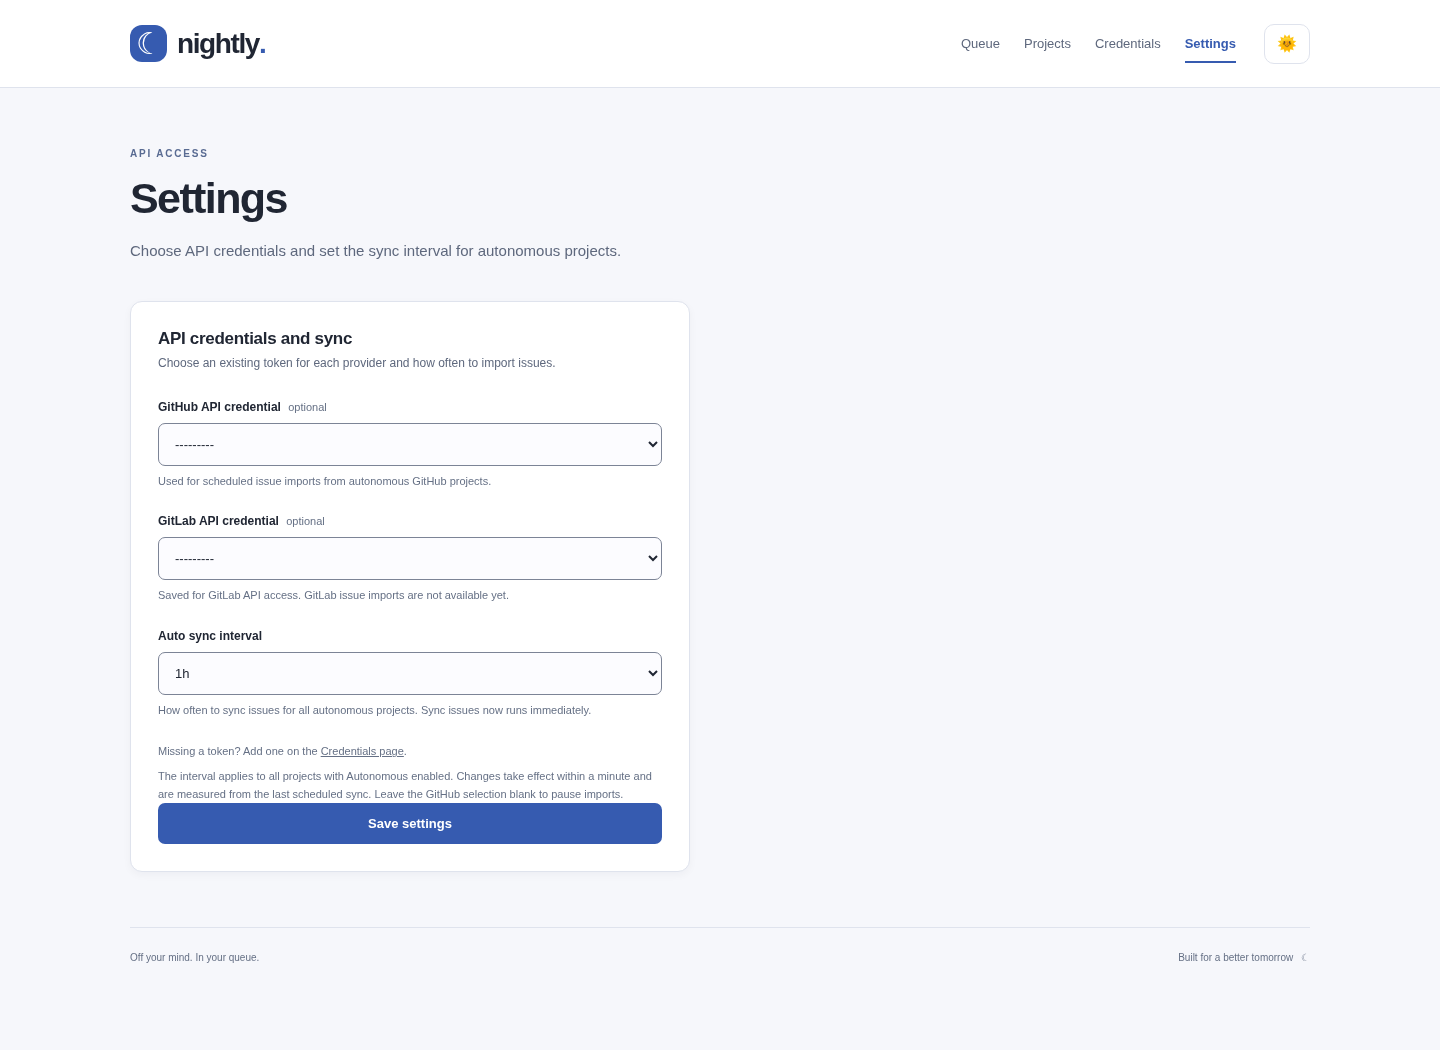 nightly.
Queue
Projects
Credentials
Settings
API ACCESS
Settings
Choose API credentials and set the sync interval for autonomous projects.
API credentials and sync
Choose an existing token for each provider and how often to import issues.
GitHub API credential optional
---------
Used for scheduled issue imports from autonomous GitHub projects.
GitLab API credential optional
---------
Saved for GitLab API access. GitLab issue imports are not available yet.
Auto sync interval
1h
How often to sync issues for all autonomous projects. Sync issues now runs immediately.
Missing a token? Add one on the Credentials page.
The interval applies to all projects with Autonomous enabled. Changes take effect within a minute and
are measured from the last scheduled sync. Leave the GitHub selection blank to pause imports.
Save settings
Off your mind. In your queue.
Built for a better tomorrow ☾